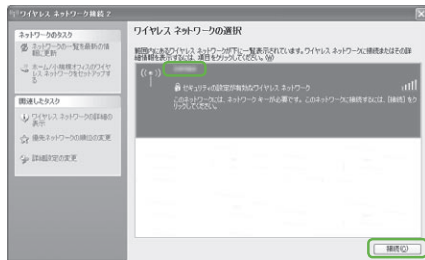 ワイヤレス ネットワーク接続 2
ネットワークのタスク
ネットワークの一覧を最新の情
報に更新
ホーム/小規模オフィスのワイヤ
レス ネットワークをセットアップす
る
関連したタスク
ワイヤレス ネットワークの詳細の
表示
優先ネットワークの順位の変更
詳細設定の変更
ワイヤレス ネットワークの選択
範囲内にあるワイヤレス ネットワークが下に一覧表示されています。ワイヤレス ネットワークに接続またはその詳
細情報を表示するには、項目をクリックしてください。(W)
セキュリティの設定が有効なワイヤレス ネットワーク
このネットワークには、ネットワーク キーが必要です。このネットワークに接続するには、[接続] をク
リックしてください。
接続(C)